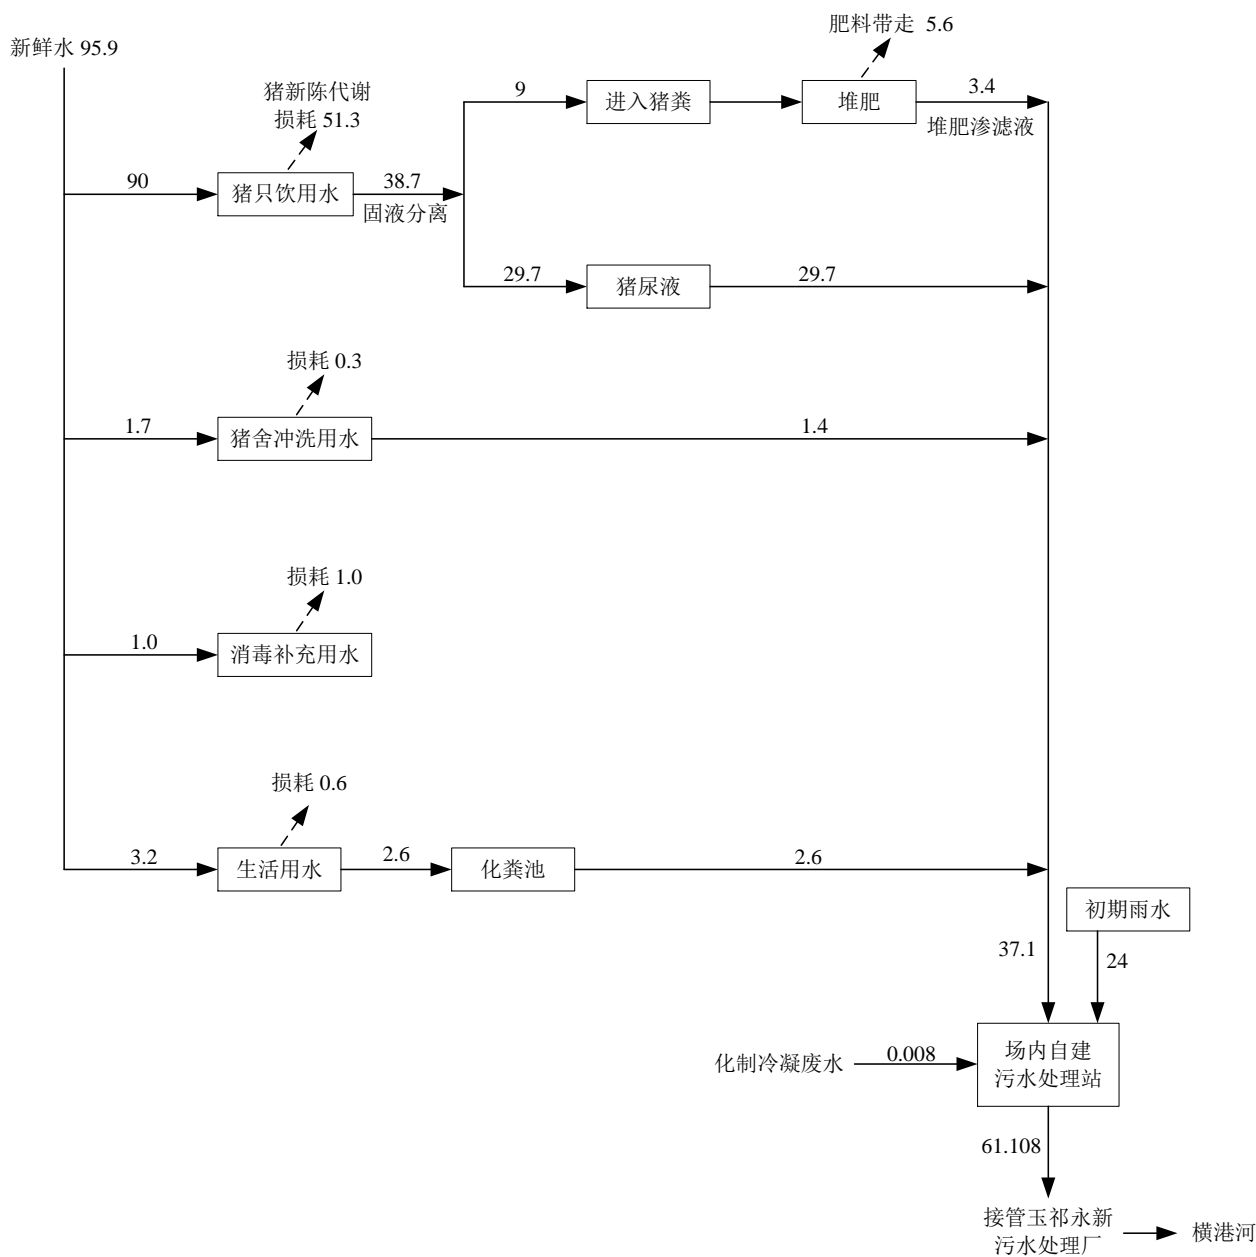 肥料带走 5.6
新鲜水 95.9
猪新陈代谢
损耗 51.3
9
进入猪粪
堆肥
3.4
堆肥渗滤液
90
猪只饮用水
38.7
固液分离
29.7
猪尿液
29.7
损耗 0.3
1.7
猪舍冲洗用水
1.4
损耗 1.0
1.0
消毒补充用水
损耗 0.6
3.2
生活用水
2.6
化粪池
2.6
初期雨水
37.1
24
化制冷凝废水
0.008
场内自建
污水处理站
61.108
接管玉祁永新
污水处理厂
横港河